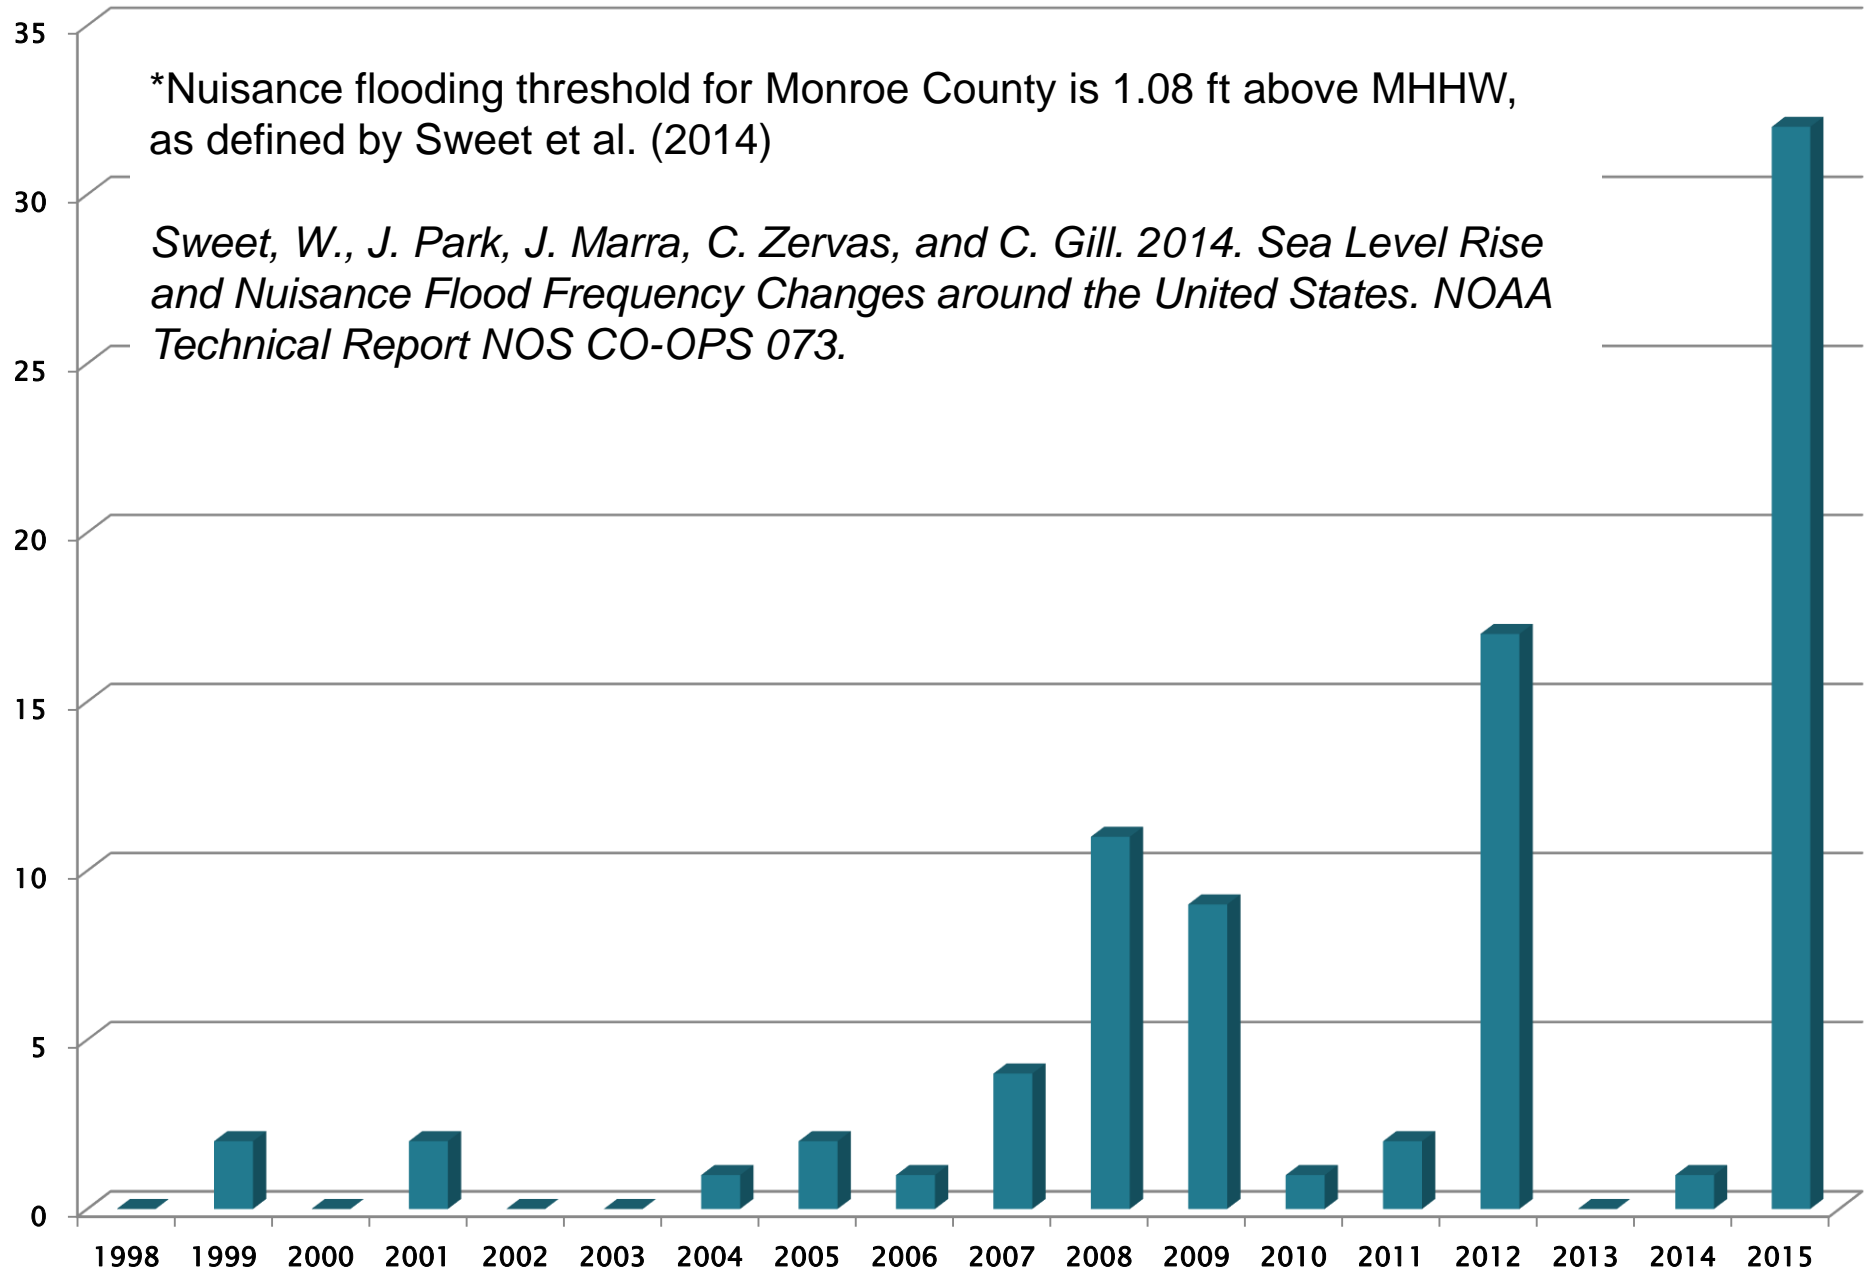 35
*Nuisance flooding threshold for Monroe County is 1.08 ft above MHHW,
as defined by Sweet et al. (2014)
30
Sweet, W., J. Park, J. Marra, C. Zervas, and C. Gill. 2014. Sea Level Rise
and Nuisance Flood Frequency Changes around the United States. NOAA
Technical Report NOS CO-OPS 073.
25
20
15
10
5
0
1998 1999 2000 2001 2002 2003 2004 2005 2006 2007 2008 2009 2010 2011 2012 2013 2014 2015